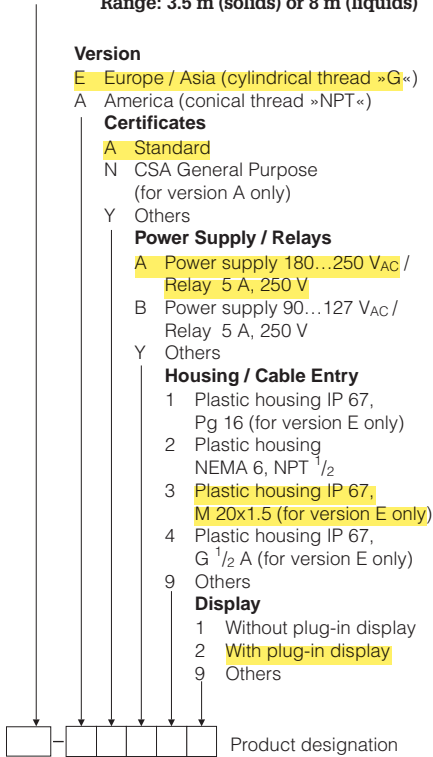 Range: 3.5 m (solids) or 8 m (liquids)
Version
E Europe / Asia (cylindrical thread »G«)
A America (conical thread »NPT«)
Certificates
A Standard
N CSA General Purpose
(for version A only)
Y Others
Power Supply / Relays
A Power supply 180…250 VAC /
Relay 5 A, 250 V
B Power supply 90…127 VAC /
Relay 5 A, 250 V
Y Others
Housing / Cable Entry
1 Plastic housing IP 67,
Pg 16 (for version E only)
2 Plastic housing
NEMA 6, NPT 1/2
3 Plastic housing IP 67,
M 20x1.5 (for version E only)
4 Plastic housing IP 67,
G 1/2 A (for version E only)
9 Others
Display
1 Without plug-in display
2 With plug-in display
9 Others
– Product designation